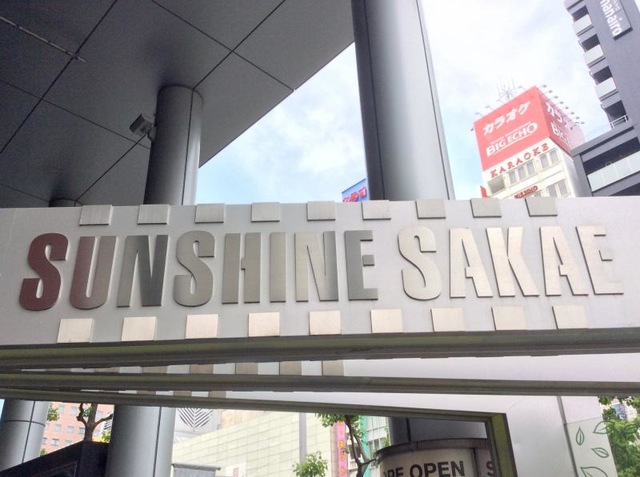 カラオケ
BIG ECHO
KARAOKE
SUNSHINE SAKAE
OPEN